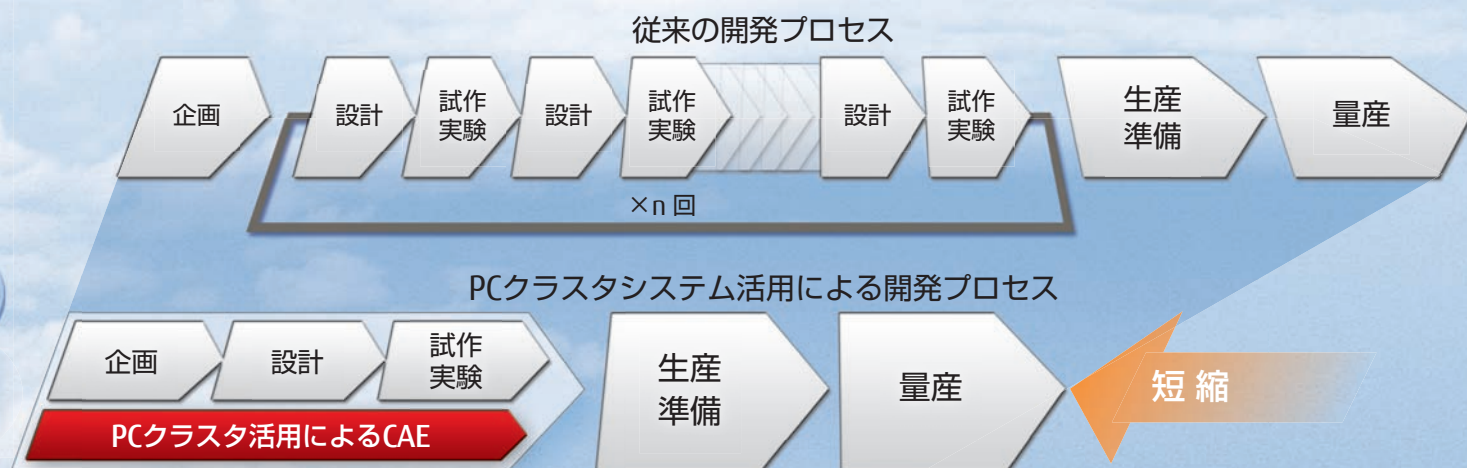 従来の開発プロセス
企画
設計
試作
実験
設計
試作
実験
設計
試作
実験
生産
準備
量産
×n 回
PCクラスタシステム活用による開発プロセス
企画
設計
試作
実験
生産
準備
量産
短縮
PCクラスタ活用によるCAE